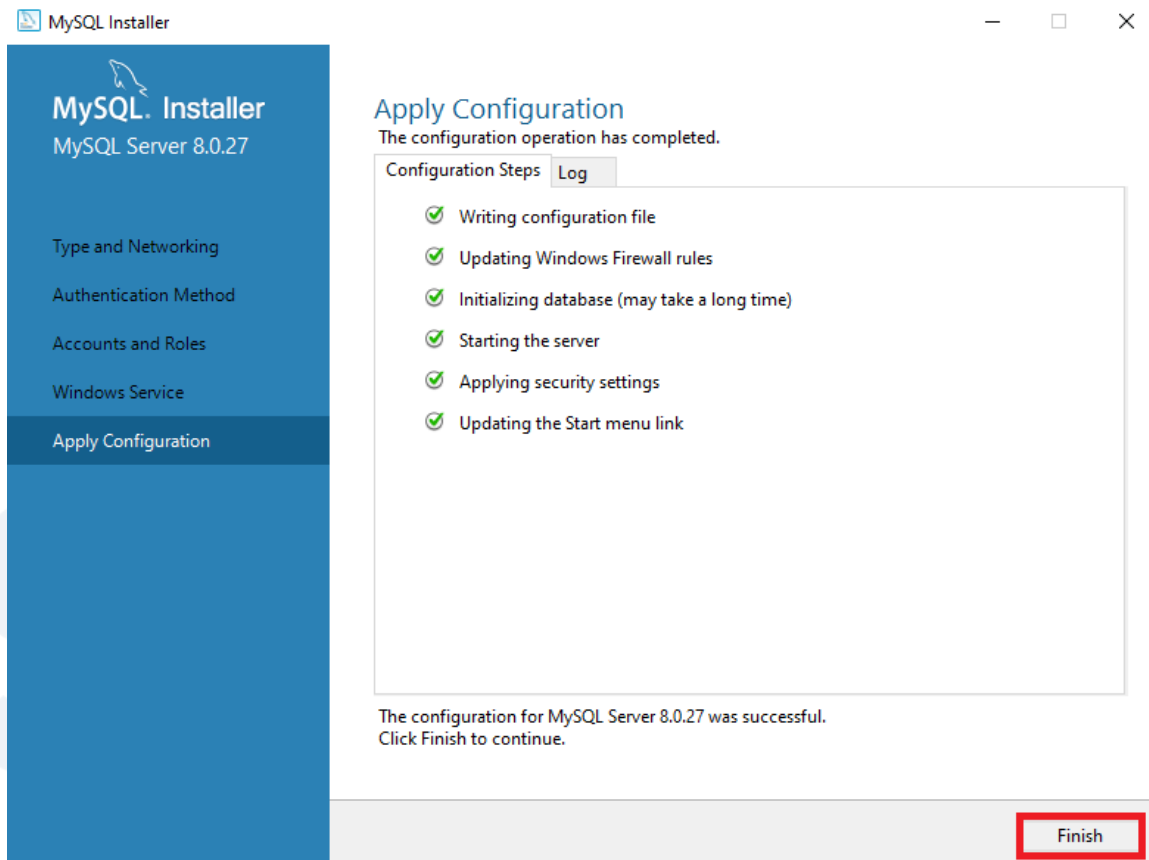 MySQL Installer
MySQL. Installer
MySQL Server 8.0.27
Type and Networking
Authentication Method
Accounts and Roles
Windows Service
Apply Configuration
Apply Configuration
The configuration operation has completed.
Configuration Steps
Log
Writing configuration file
Updating Windows Firewall rules
Initializing database (may take a long time)
Starting the server
Applying security settings
Updating the Start menu link
The configuration for MySQL Server 8.0.27 was successful.
Click Finish to continue.
Finish